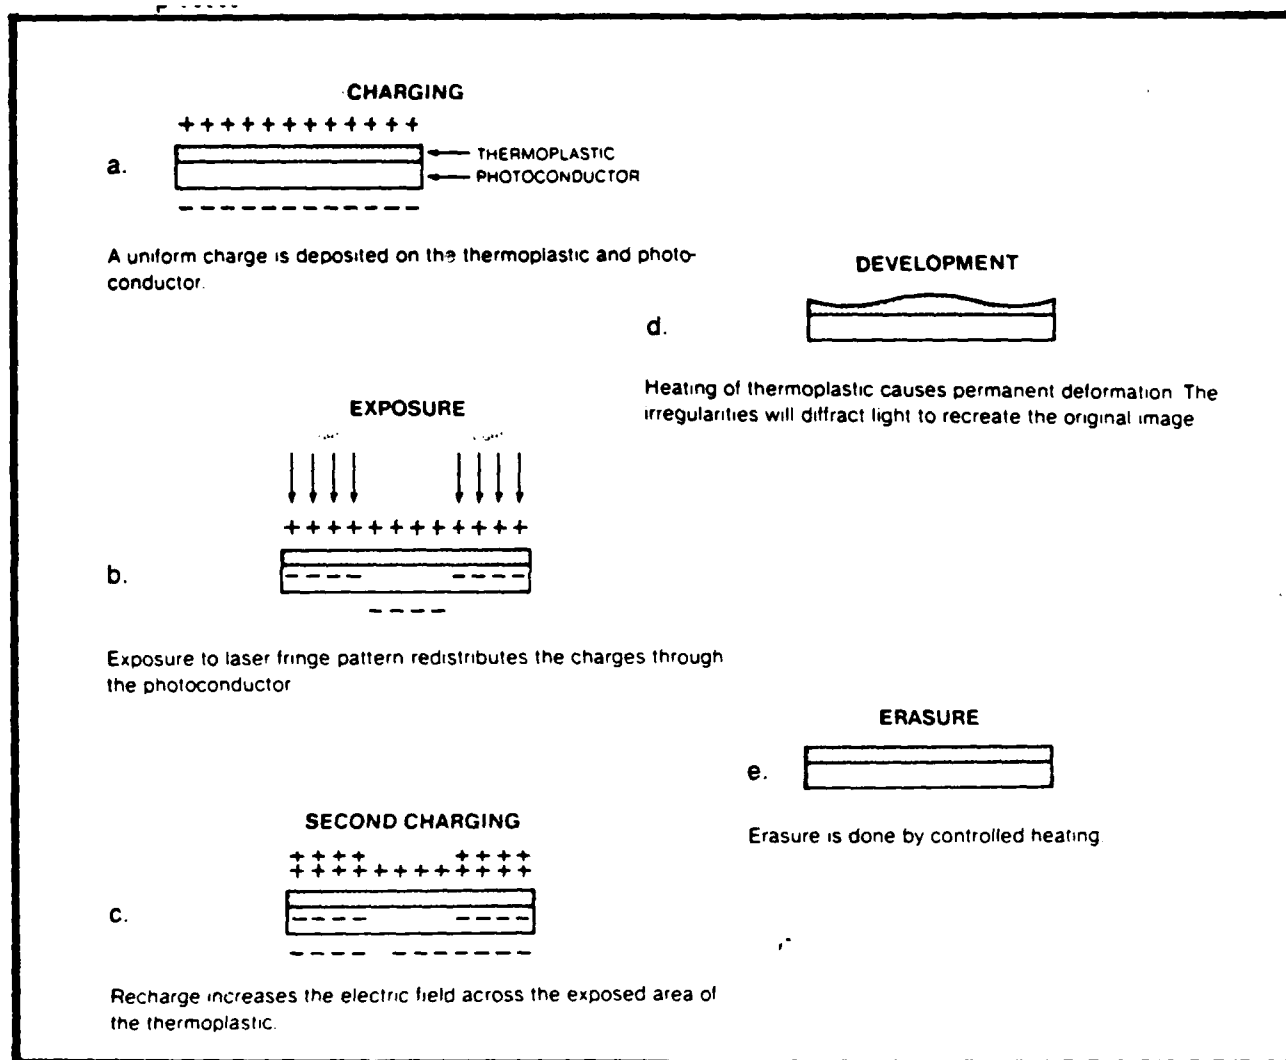 CHARGING
+ + + + + + + + + + + +
a.
THERMOPLASTIC
PHOTOCONDUCTOR
– – – – – – – – – – – –
A uniform charge is deposited on the thermoplastic and photo-
conductor.
EXPOSURE
+ + + + + + + + + + + +
b.
– – – – – – – –
– – – –
Exposure to laser fringe pattern redistributes the charges through
the photoconductor
SECOND CHARGING
+ + + + + + + +
+ + + + + + + + + + + +
c.
– – – – – – – –
– – – – – – – – – – –
Recharge increases the electric field across the exposed area of
the thermoplastic.
DEVELOPMENT
d.
Heating of thermoplastic causes permanent deformation The
irregularities will diffract light to recreate the original image
ERASURE
e.
Erasure is done by controlled heating